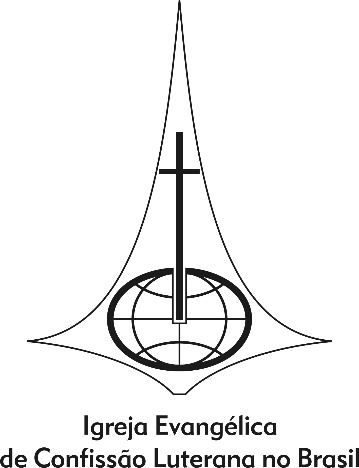 Igreja Evangélica
de Confissão Luterana no Brasil